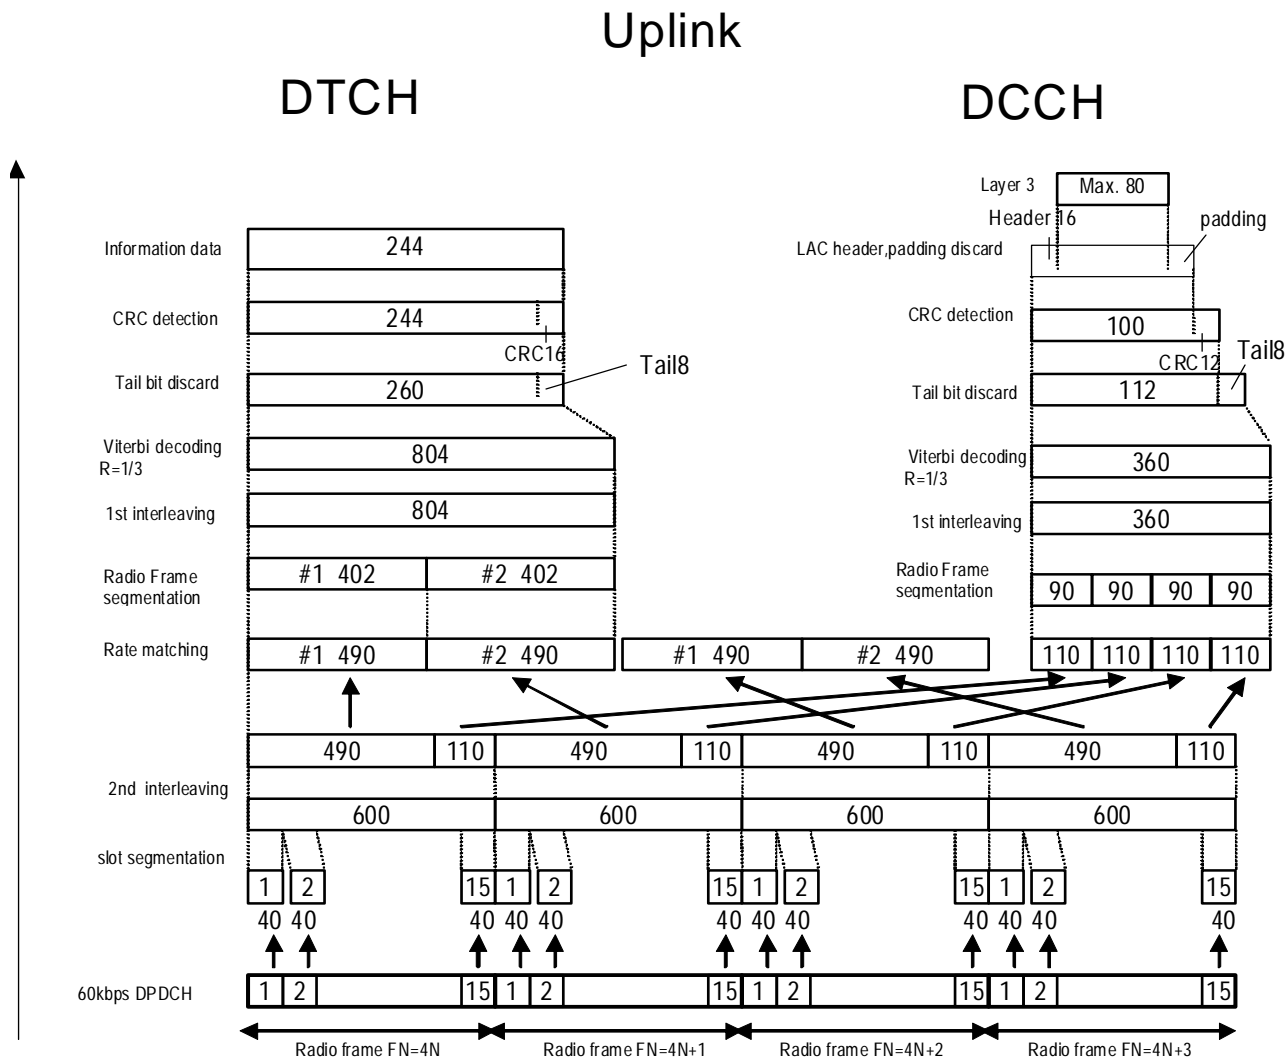 Uplink
DTCH
DCCH
Layer 3
Max. 80
Header 16
padding
Information data
244
LAC header,padding discard
CRC detection
244
CRC detection
100
CRC16
CRC12
Tail8
Tail8
Tail bit discard
260
Tail bit discard
112
Viterbi decoding
R=1/3
804
Viterbi decoding
R=1/3
360
1st interleaving
804
1st interleaving
360
Radio Frame
segmentation
#1 402
#2 402
Radio Frame
segmentation
90 90 90 90
Rate matching
#1 490
#2 490
#1 490
#2 490
110 110 110 110
490 110 490 110 490 110 490 110
2nd interleaving
600 600 600 600
slot segmentation
1 2 15 1 2 15 1 2 15 1 2 15
40 40 40 40 40 40 40 40 40 40 40 40
60kbps DPDCH
1 2 15 1 2 15 1 2 15 1 2 15
Radio frame FN=4N
Radio frame FN=4N+1
Radio frame FN=4N+2
Radio frame FN=4N+3